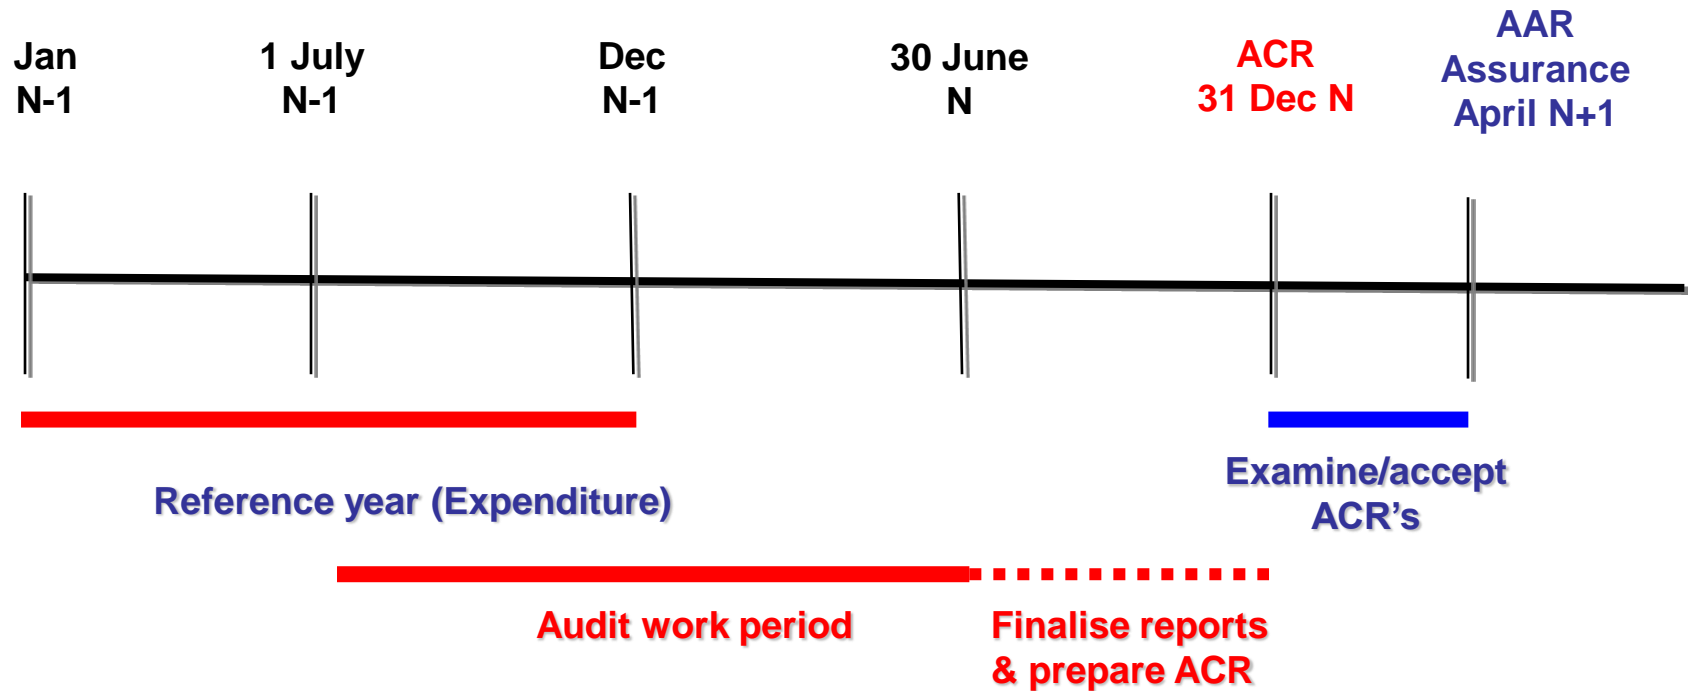 Jan
N-1
1 July
N-1
Dec
N-1
30 June
N
ACR
31 Dec N
AAR
Assurance
April N+1
Reference year (Expenditure)
Examine/accept
ACR's
Audit work period
Finalise reports
& prepare ACR